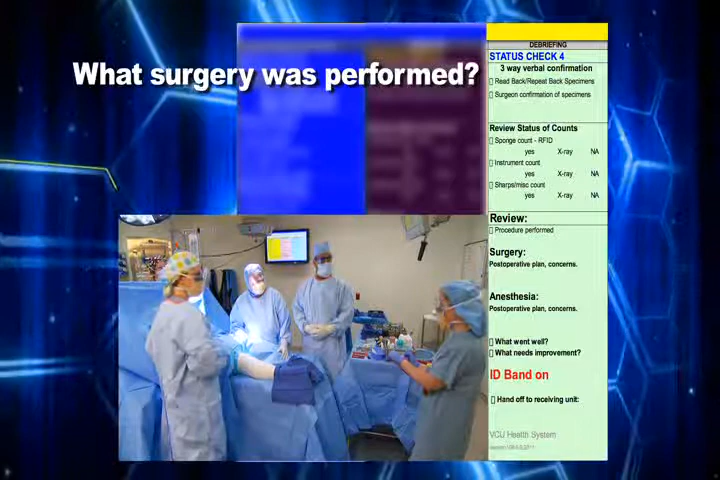 What surgery was performed?
DEBRIEFING
STATUS CHECK 4
3 way verbal confirmation
Read Back/Repeat Back Specimens
Surgeon confirmation of specimens
Review Status of Counts
Sponge count - RFID
yes X-ray NA
Instrument count
yes X-ray NA
Sharps/misc count
yes X-ray NA
Review:
Procedure performed
Surgery:
Postoperative plan, concerns.
Anesthesia:
Postoperative plan, concerns.
What went well?
What needs improvement?
ID Band on
Hand off to receiving unit:
VCU Health System